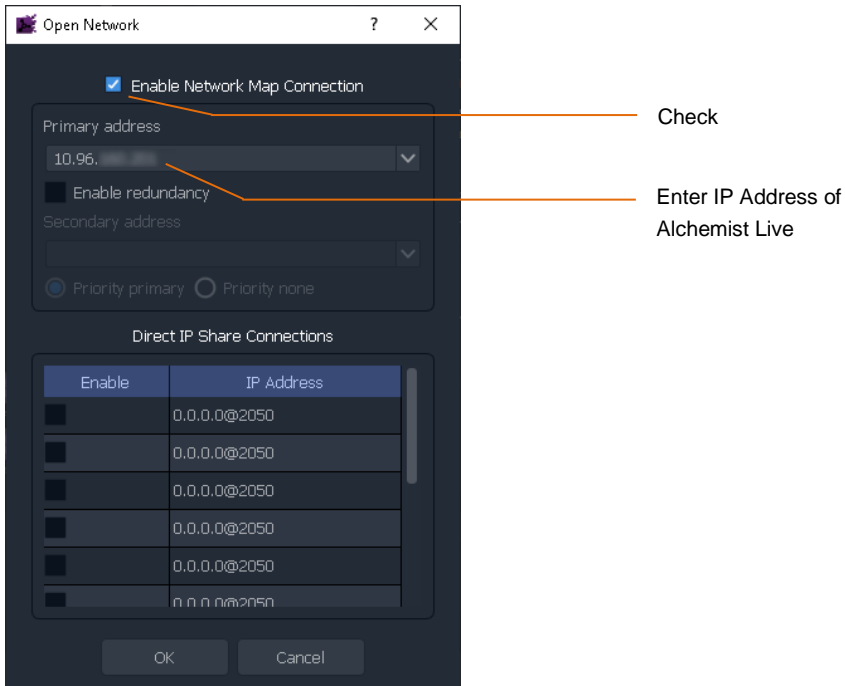 Open Network
?
Enable Network Map Connection
Check
Primary address
10.96.
Enable redundancy
Enter IP Address of
Alchemist Live
Secondary address
Priority primary
Priority none
Direct IP Share Connections
Enable
IP Address
0.0.0.0@2050
0.0.0.0@2050
0.0.0.0@2050
0.0.0.0@2050
0.0.0.0@2050
0.0.0.0@2050
OK
Cancel